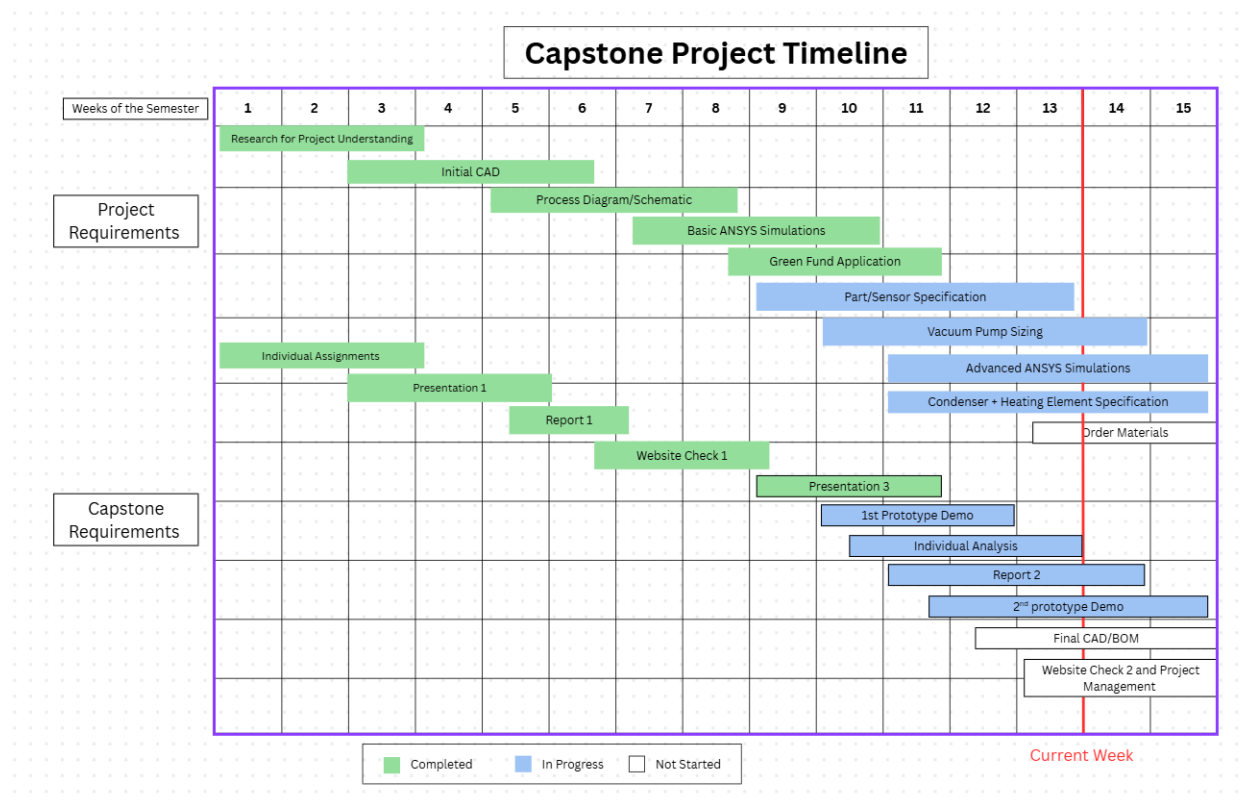 Capstone Project Timeline
Weeks of the Semester 1 2 3 4 5 6 7 8 9 10 11 12 13 14 15
Research for Project Understanding
Initial CAD
Process Diagram/Schematic
Project
Requirements
Basic ANSYS Simulations
Green Fund Application
Part/Sensor Specification
Vacuum Pump Sizing
Individual Assignments
Advanced ANSYS Simulations
Presentation 1
Condenser + Heating Element Specification
Report 1
Order Materials
Website Check 1
Presentation 3
Capstone
Requirements
1st Prototype Demo
Individual Analysis
Report 2
2nd prototype Demo
Final CAD/BOM
Website Check 2 and Project
Management
Current Week
Completed In Progress Not Started